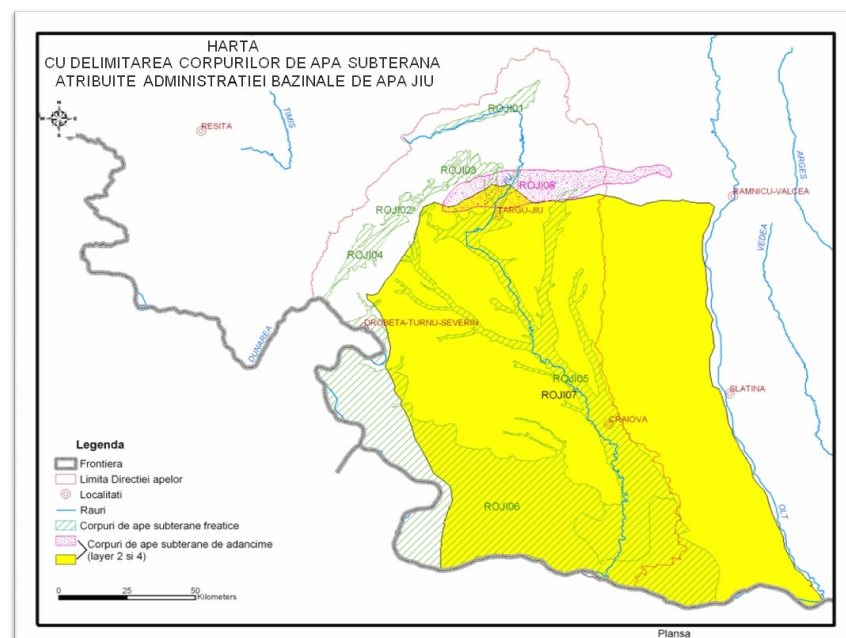 HARTA
CU DELIMITAREA CORPURILOR DE APA SUBTERANA
ATRIBUITE ADMINISTRATIEI BAZINALE DE APA JIU
N
W E
S
RESITA
TIMIS
ROJI01
ARGES
ROJI03
ROJI08
JIU
RAMNICU-VALCEA
ROJI02
TARGU-JIU
VEDEA
ROJI04
DROBETA-TURNU-SEVERIN
DUNAREA
ROJI05
ROJI07
SLATINA
CRAIOVA
Legenda
Frontiera
Limita Directiei apelor
Localitati
Rauri
Corpuri de ape subterane freatice
Corpuri de ape subterane de adancime
(layer 2 si 4)
ROJI06
OLT
0 25 50
Kilometers
Plansa